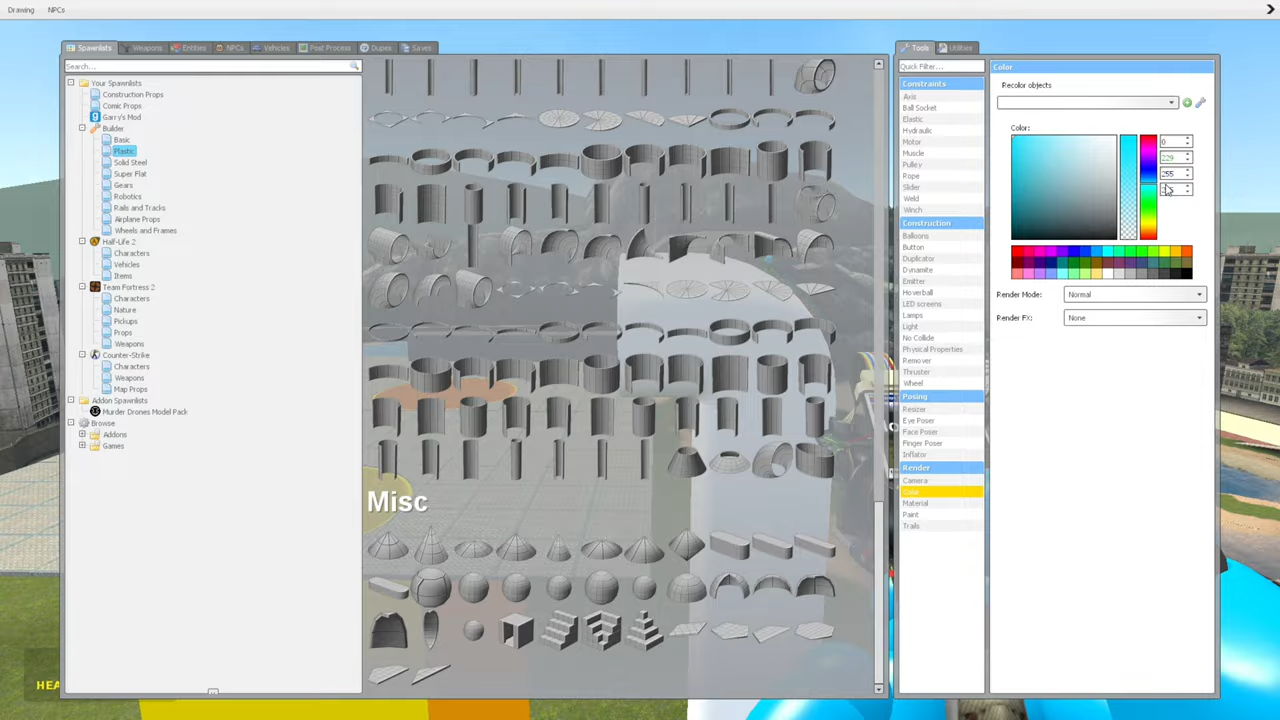 Drawing NPCs
Spawnlists Weapons Entities NPCs Vehicles Post Process Dupes Saves
Search...
Your Spawnlists
Construction Props
Comic Props
Garry's Mod
Builder
Basic
Plastic
Solid Steel
Super Flat
Gears
Robotics
Rails and Tracks
Airplane Props
Wheels and Frames
Half-Life 2
Characters
Vehicles
Items
Team Fortress 2
Characters
Nature
Pickups
Props
Weapons
Counter-Strike
Characters
Weapons
Map Props
Addon Spawnlists
Murder Drones Model Pack
Browse
Addons
Games
Misc
HEA
Tools Utilities
Quick Filter...
Constraints
Axis
Ball Socket
Elastic
Hydraulic
Motor
Muscle
Pulley
Rope
Slider
Weld
Winch
Construction
Balloons
Button
Duplicator
Dynamite
Emitter
Hoverball
LED screens
Lamps
Light
No Collide
Physical Properties
Remover
Thruster
Wheel
Posing
Resizer
Eye Poser
Face Poser
Finger Poser
Inflator
Render
Camera
Color
Material
Paint
Trails
Color
Recolor objects
Color:
0
229
255
Render Mode: Normal
Render FX: None